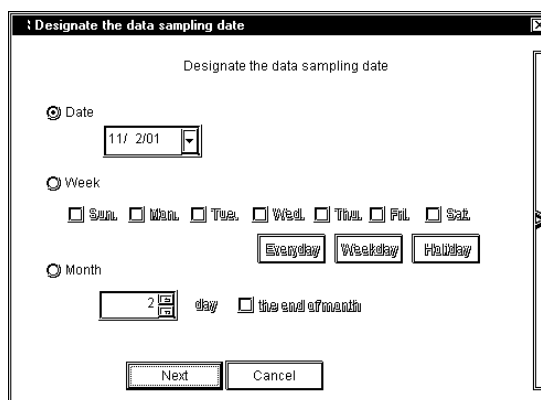 Designate the data sampling date
Designate the data sampling date
Date
11/ 2/01
Week
Sun. Mon. Tue. Wed. Thu. Fri. Sat.
Everyday Weekday Holiday
Month
2 day the end of month
Next Cancel